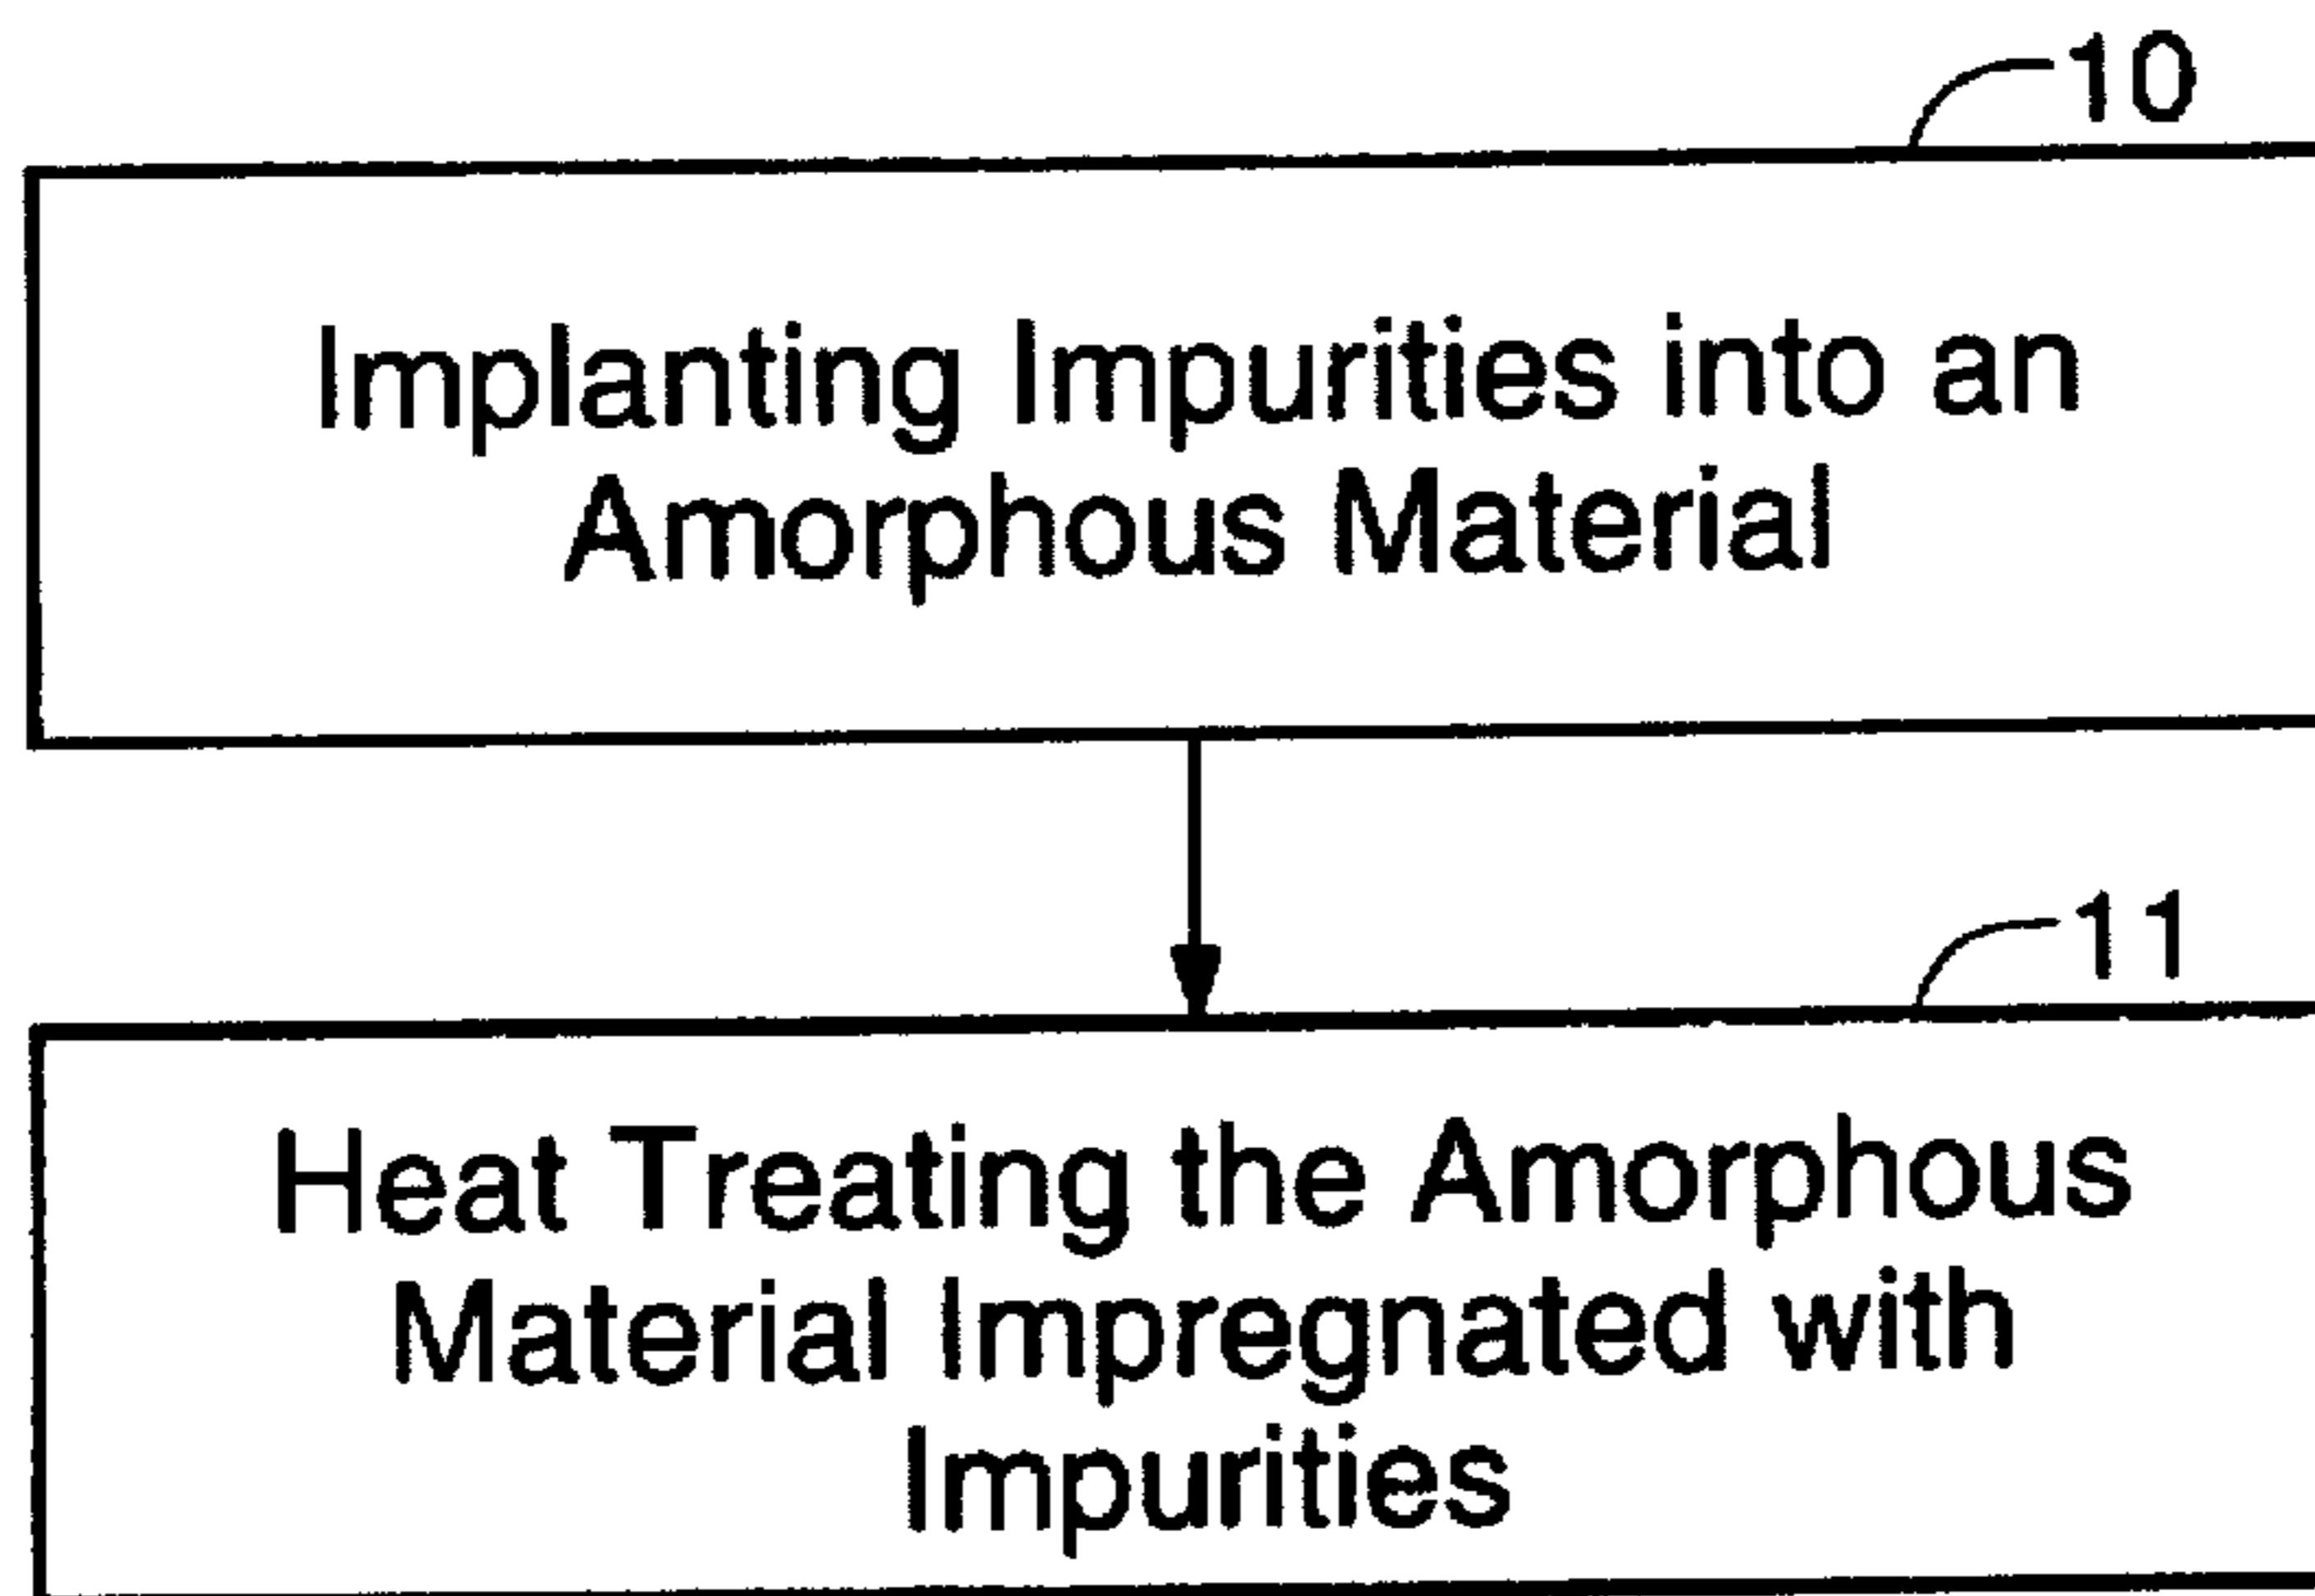 10
Implanting Impurities into an
Amorphous Material
11
Heat Treating the Amorphous
Material Impregnated with
Impurities